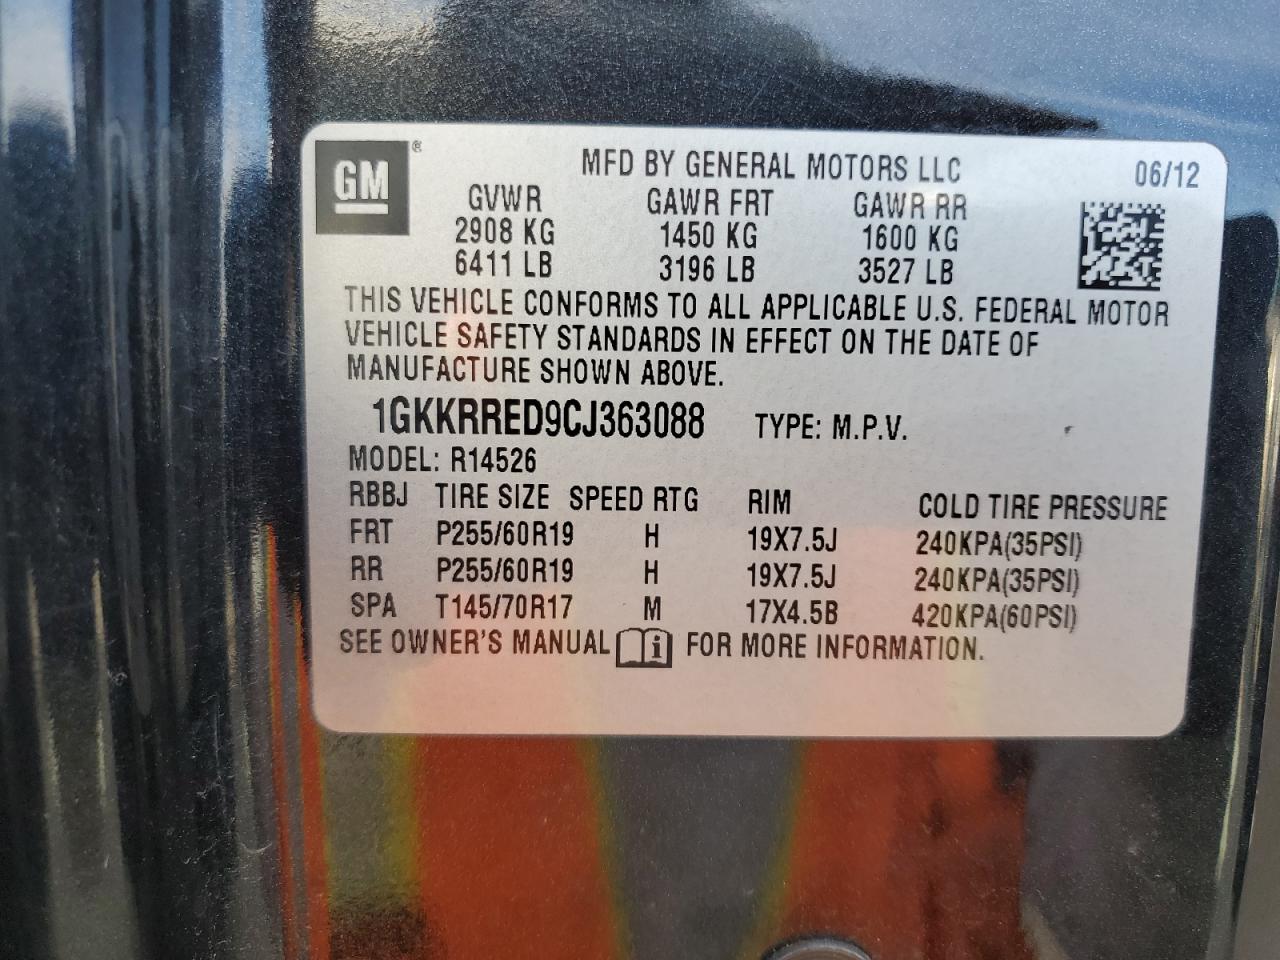 GM®
MFD BY GENERAL MOTORS LLC 06/12
GVWR GAWR FRT GAWR RR
2908 KG 1450 KG 1600 KG
6411 LB 3196 LB 3527 LB
THIS VEHICLE CONFORMS TO ALL APPLICABLE U.S. FEDERAL MOTOR
VEHICLE SAFETY STANDARDS IN EFFECT ON THE DATE OF
MANUFACTURE SHOWN ABOVE.
1GKKRRED9CJ363088 TYPE: M.P.V.
MODEL: R14526
RBBJ TIRE SIZE SPEED RTG RIM COLD TIRE PRESSURE
FRT P255/60R19 H 19X7.5J 240KPA(35PSI)
RR P255/60R19 H 19X7.5J 240KPA(35PSI)
SPA T145/70R17 M 17X4.5B 420KPA(60PSI)
SEE OWNER'S MANUAL i FOR MORE INFORMATION.